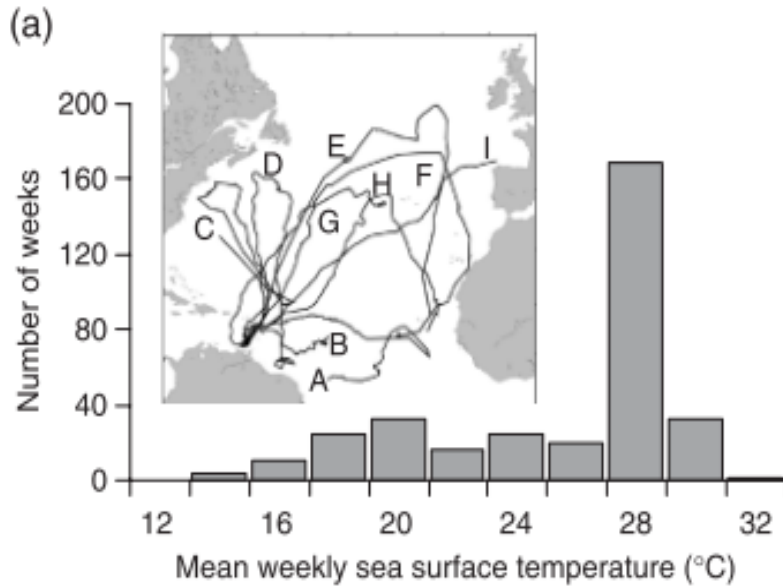 (a)
200
160
120
80
40
0
Number of weeks
E
D
I
F
H
G
C
B
A
12 16 20 24 28 32
Mean weekly sea surface temperature (°C)